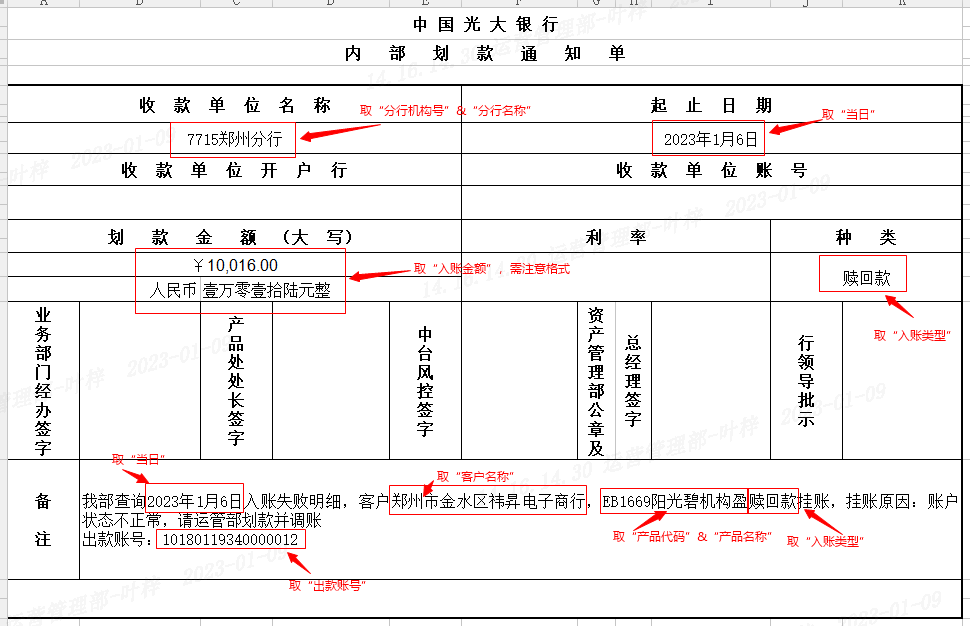 中国光大银行
内部划款通知单
收款单位名称
取“分行机构号”&“分行名称”
起止日期
取“当日”
7715郑州分行
2023年1月6日
收款单位开户行
收款单位账号
划款金额（大写）
利率
种类
￥10,016.00
取“入账金额”，需注意格式
人民币 壹万零壹拾陆元整
赎回款
取“入账类型”
业务部门经办签字
产品处处长签字
中台风控签字
资产管理部公章及
总经理签字
行领导批示
取“当日”
取“客户名称”
备注
我部查询2023年1月6日入账失败明细，客户郑州市金水区祎昇电子商行，EB1669阳光碧机构盈赎回款挂账，挂账原因：账户
状态不正常，请运管部划款并调账
出款账号：10180119340000012
取“产品代码”&“产品名称”
取“入账类型”
取“出款账号”